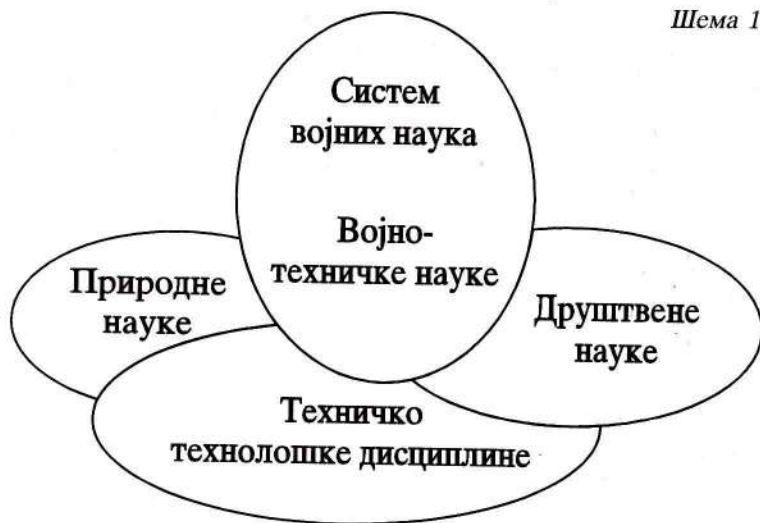 Шема 1
Систем
војних наука
Војно-
техничке науке
Природне
науке
Друштвене
науке
Техничко
технолошке дисциплине